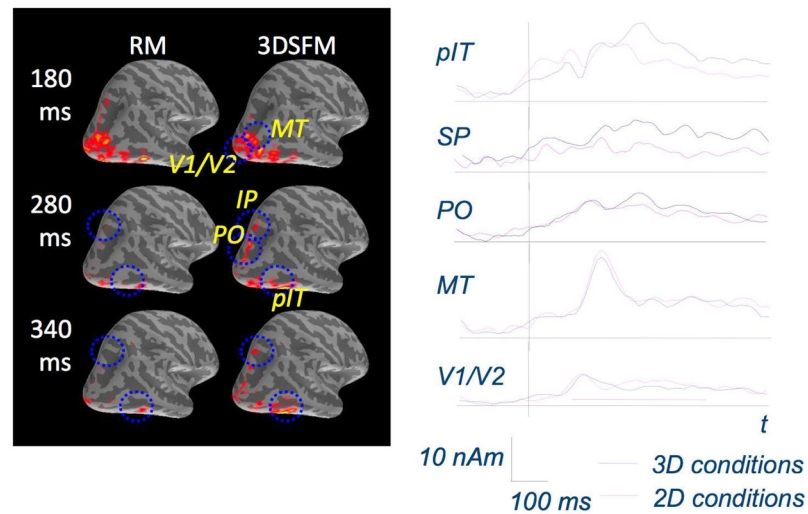 RM 3DSFM
180 ms
MT
V1/V2
280 ms
IP
PO
pIT
340 ms
pIT
SP
PO
MT
V1/V2
t
10 nAm
100 ms
3D conditions
2D conditions